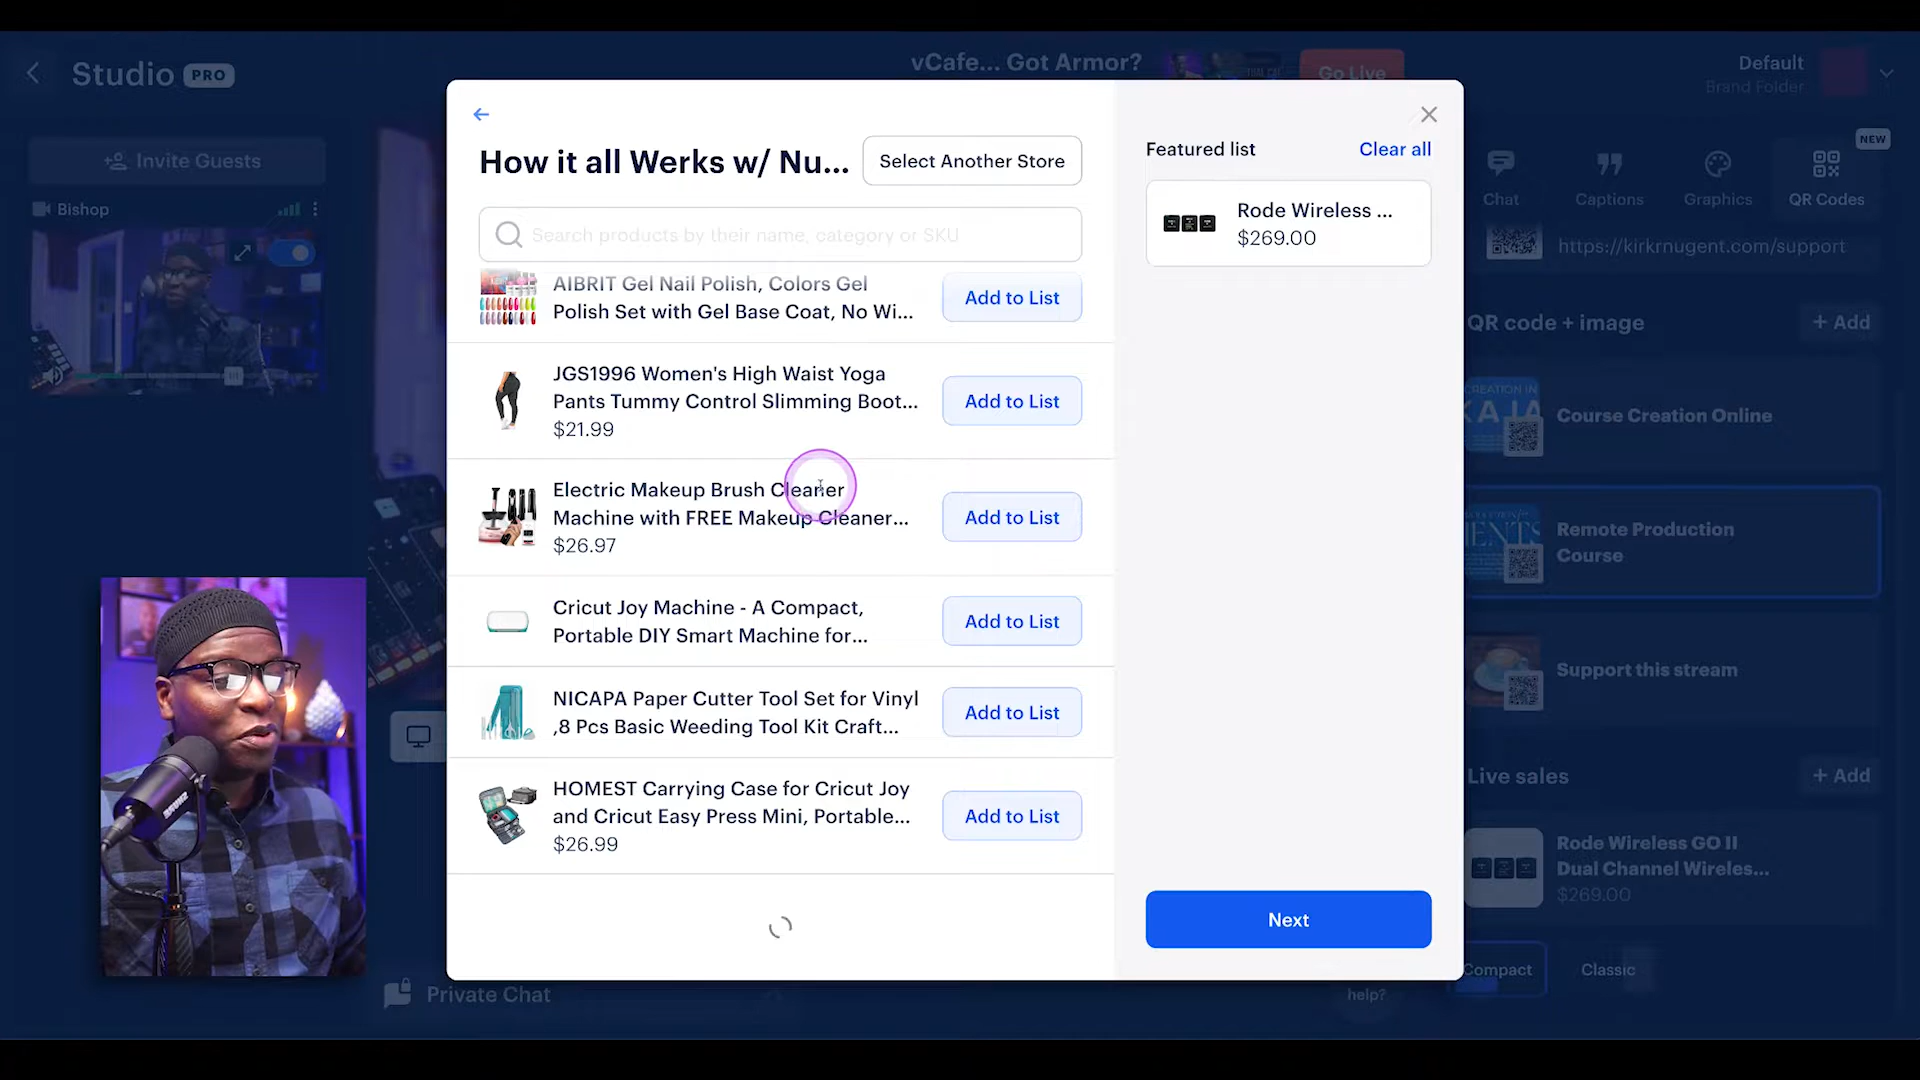 Studio PRO
vCafe... Got Armor?
Go Live
Default
Brand Folder
Invite Guests
Bishop
How it all Werks w/ Nu...
Select Another Store
Search products by their name, category or SKU
AIBRIT Gel Nail Polish, Colors Gel
Polish Set with Gel Base Coat, No Wi...
Add to List
JGS1996 Women's High Waist Yoga
Pants Tummy Control Slimming Boot...
$21.99
Add to List
Electric Makeup Brush Cleaner
Machine with FREE Makeup Cleaner...
$26.97
Add to List
Cricut Joy Machine - A Compact,
Portable DIY Smart Machine for...
Add to List
NICAPA Paper Cutter Tool Set for Vinyl
,8 Pcs Basic Weeding Tool Kit Craft...
Add to List
HOMEST Carrying Case for Cricut Joy
and Cricut Easy Press Mini, Portable...
$26.99
Add to List
Featured list
Clear all
Rode Wireless ...
$269.00
Next
NEW
Chat
Captions
Graphics
QR Codes
https://kirkrnugent.com/support
QR code + image
+ Add
CREATION IN
KAJA
Course Creation Online
Remote Production
Course
Support this stream
Live sales
+ Add
Rode Wireless GO II
Dual Channel Wireles...
$269.00
Compact
Classic
Private Chat
help?